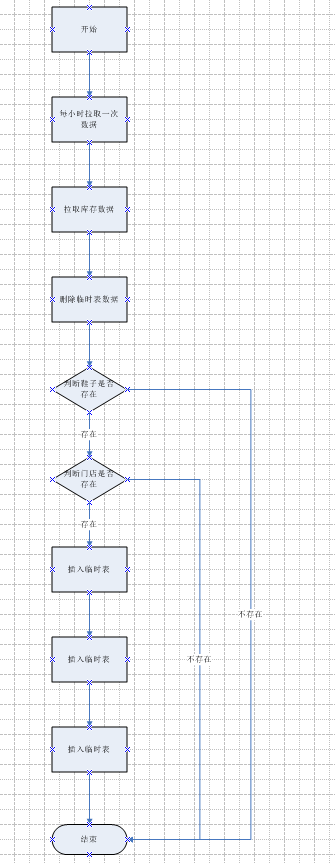 开始
每小时拉取一次
数据
拉取库存数据
删除临时表数据
判断鞋子是否
存在
存在
判断门店是否
存在
存在
插入临时表
不存在
不存在
插入临时表
插入临时表
结束